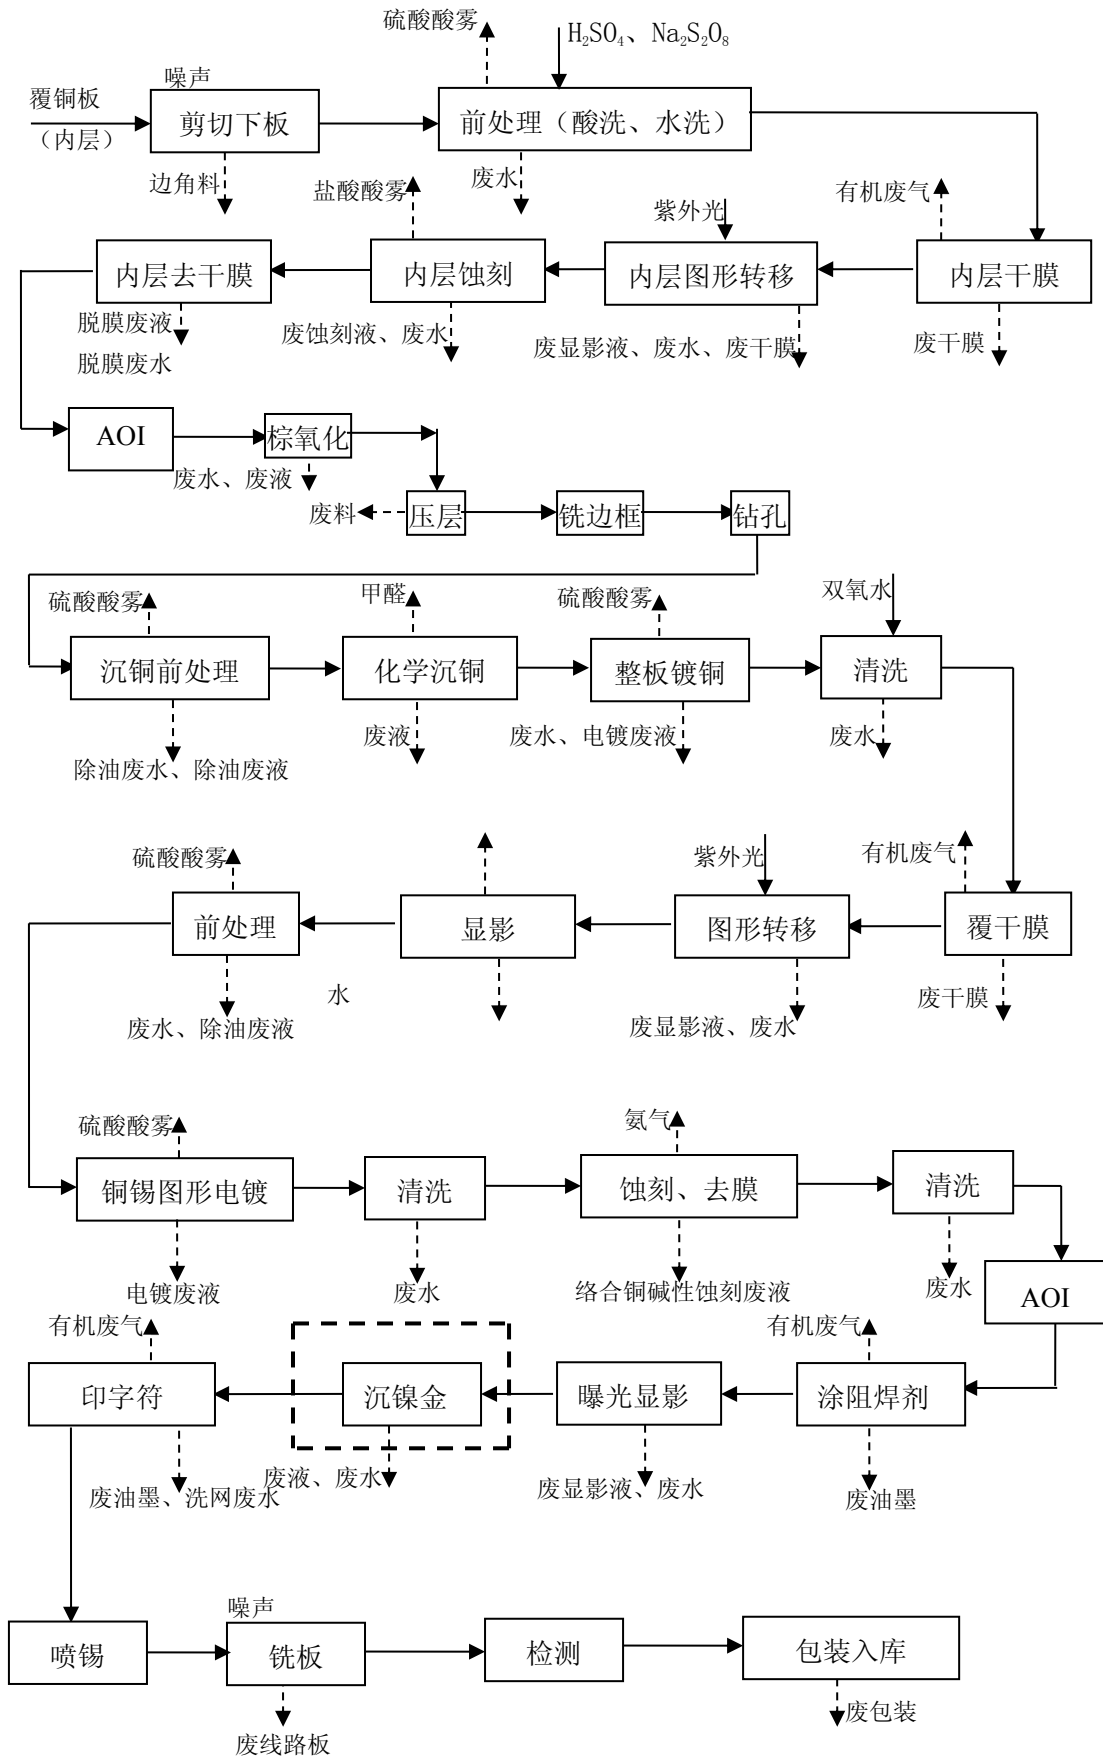 硫酸酸雾
H₂SO₄、Na₂S₂O₈
噪声
覆铜板
（内层）
剪切下板
前处理（酸洗、水洗）
边角料
盐酸酸雾
废水
紫外光
有机废气
内层去干膜
内层蚀刻
内层图形转移
内层干膜
脱膜废液
脱膜废水
废蚀刻液、废水
废显影液、废水、废干膜
废干膜
AOI
棕氧化
废水、废液
废料
压层
铣边框
钻孔
硫酸酸雾
甲醛
硫酸酸雾
双氧水
沉铜前处理
化学沉铜
整板镀铜
清洗
除油废水、除油废液
废液
废水、电镀废液
废水
硫酸酸雾
紫外光
有机废气
前处理
显影
图形转移
覆干膜
废水、除油废液
水
废显影液、废水
废干膜
硫酸酸雾
氨气
铜锡图形电镀
清洗
蚀刻、去膜
清洗
电镀废液
废水
络合铜碱性蚀刻废液
废水
AOI
有机废气
有机废气
印字符
沉镍金
曝光显影
涂阻焊剂
废油墨、洗网废水
废液、废水
废显影液、废水
废油墨
噪声
喷锡
铣板
检测
包装入库
废线路板
废包装